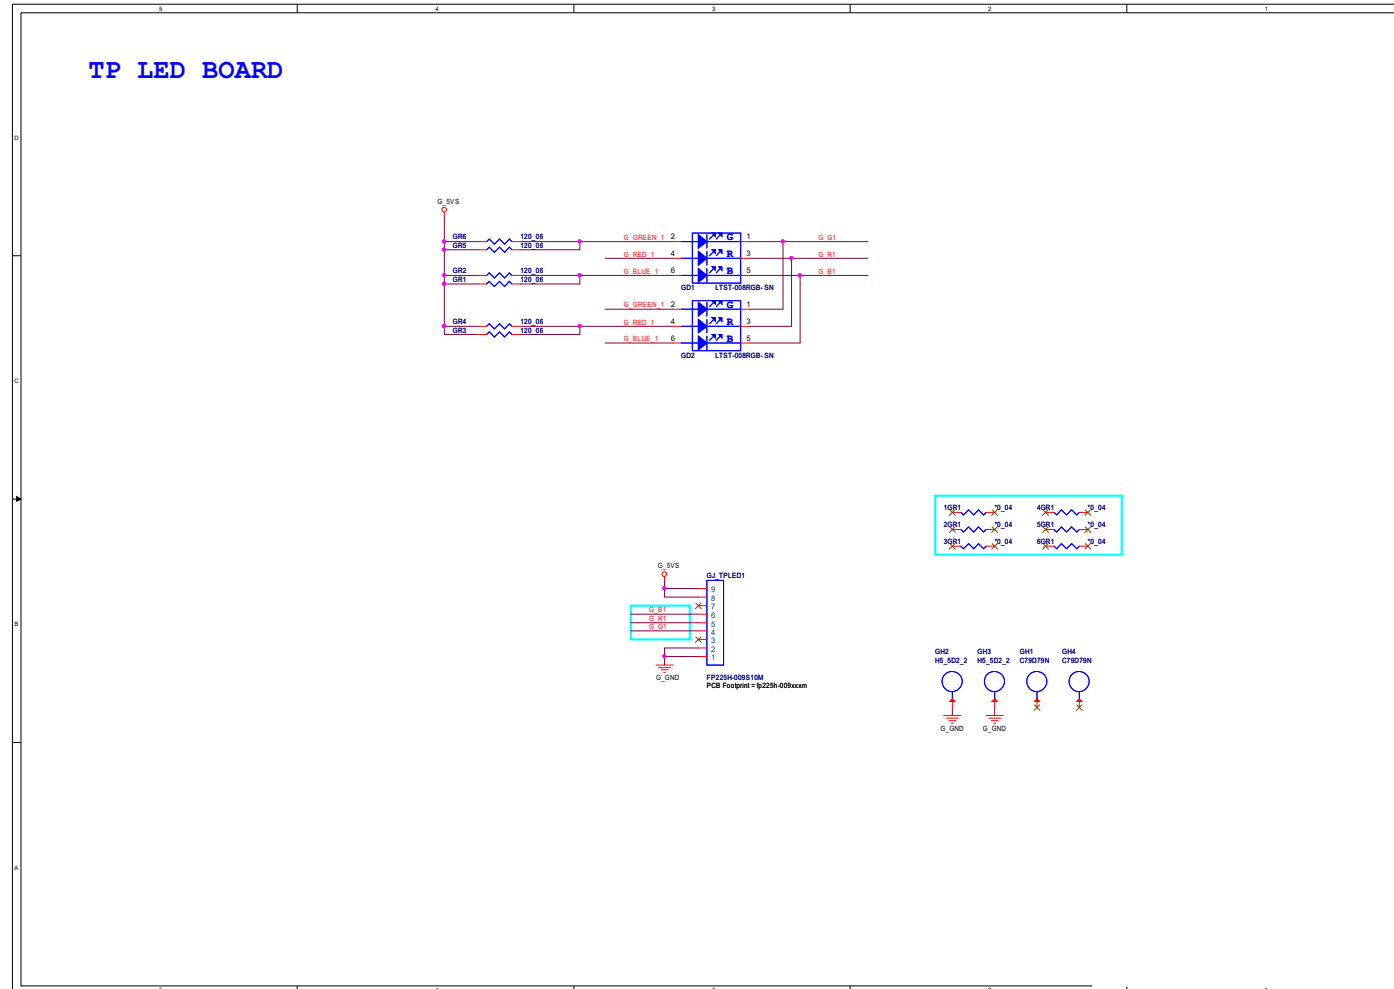 5 4 3 2 1
TP LED BOARD
D
G_5VS
GR6 120_06 G_GREEN_1 2 G 1 G_G1
GR5 120_06
G_RED_1 4 R 3 G_R1
GR2 120_06 G_BLUE_1 6 B 5 G_B1
GR1 120_06
GD1 LTST-008RGB-SN
G_GREEN_1 2 G 1
GR4 120_06 G_RED_1 4 R 3
GR3 120_06
G_BLUE_1 6 B 5
GD2 LTST-008RGB-SN
C
1GR1 *0_04 4GR1 *0_04
2GR1 *0_04 5GR1 *0_04
3GR1 *0_04 6GR1 *0_04
G_5VS
GJ_TPLED1
9
8
7
G_B1 6
G_R1 5
G_G1 4
3
2
1
G_GND
FP225H-009S10M
PCB Footprint = fp225h-009xxxm
B
GH2 GH3 GH1 GH4
H5_5D2_2 H5_5D2_2 C79D79N C79D79N
G_GND G_GND
A